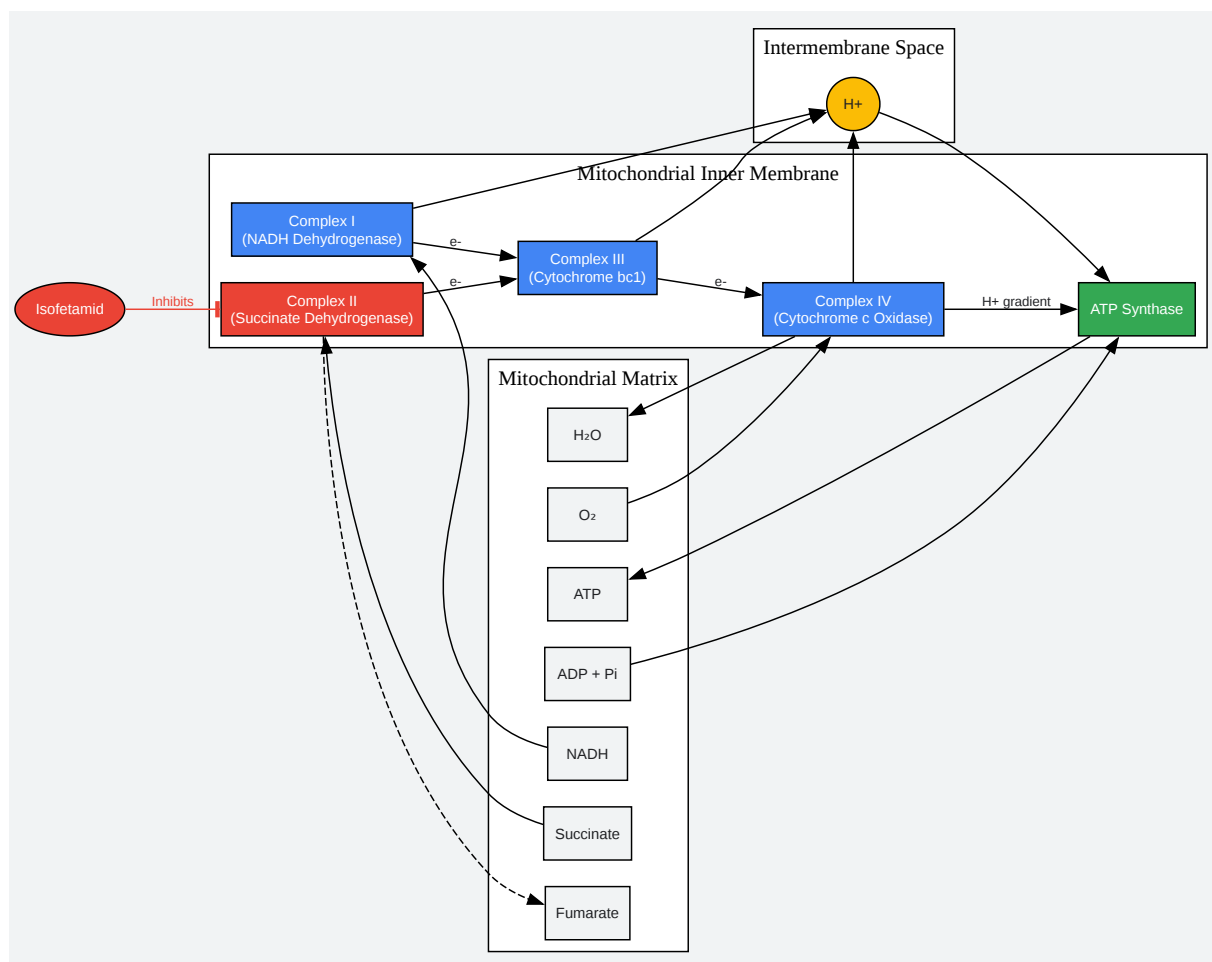 Intermembrane Space
H+
Mitochondrial Inner Membrane
Complex I
(NADH Dehydrogenase)
e-
Complex III
(Cytochrome bc1)
e-
e-
Isofetamid
Inhibits
Complex II
(Succinate Dehydrogenase)
Complex IV
(Cytochrome c Oxidase)
H+ gradient
ATP Synthase
Mitochondrial Matrix
H₂O
O₂
ATP
ADP + Pi
NADH
Succinate
Fumarate